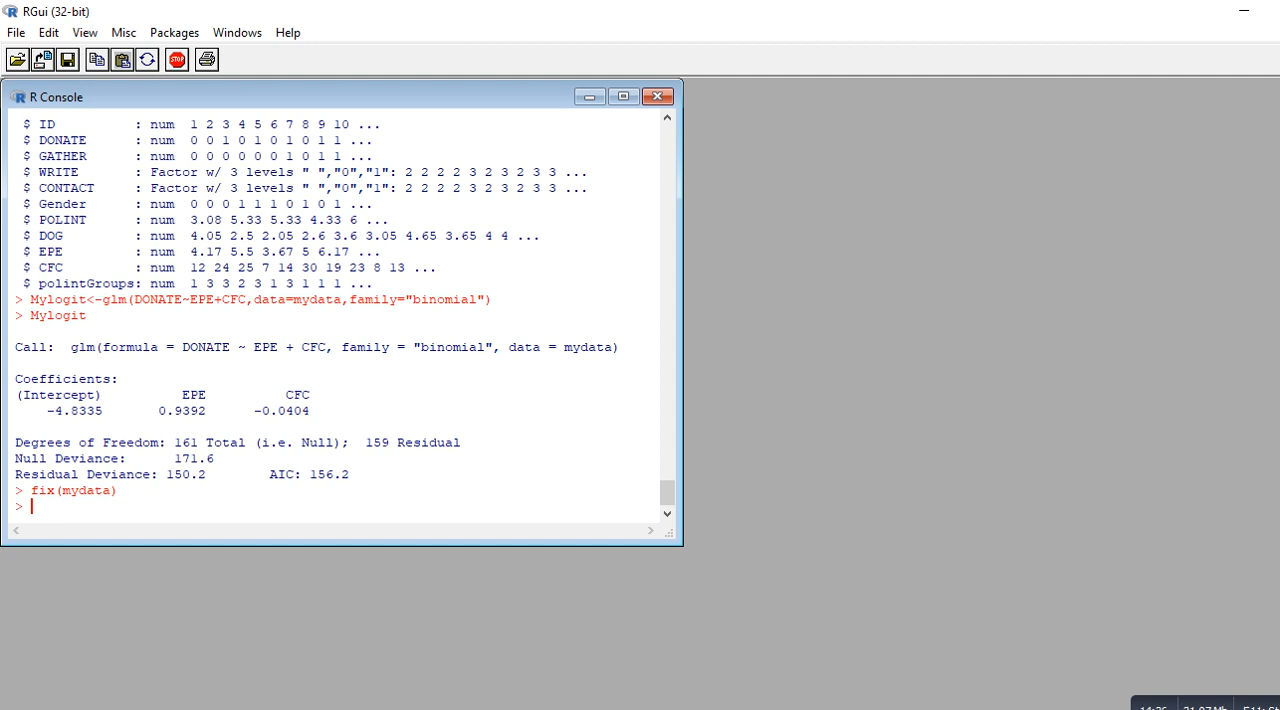 RGui (32-bit)
File Edit View Misc Packages Windows Help
STOP
R Console
$ ID : num 1 2 3 4 5 6 7 8 9 10 ...
$ DONATE : num 0 0 1 0 1 0 1 0 1 1 ...
$ GATHER : num 0 0 0 0 0 0 1 0 1 1 ...
$ WRITE : Factor w/ 3 levels " ","0","1": 2 2 2 2 3 2 3 2 3 3 ...
$ CONTACT : Factor w/ 3 levels " ","0","1": 2 2 2 2 3 2 3 2 3 3 ...
$ Gender : num 0 0 0 1 1 1 0 1 0 1 ...
$ POLINT : num 3.08 5.33 5.33 4.33 6 ...
$ DOG : num 4.05 2.5 2.05 2.6 3.6 3.05 4.65 3.65 4 4 ...
$ EPE : num 4.17 5.5 3.67 5 6.17 ...
$ CFC : num 12 24 25 7 14 30 19 23 8 13 ...
$ polintGroups: num 1 3 3 2 3 1 3 1 1 1 ...
> Mylogit<-glm(DONATE~EPE+CFC,data=mydata,family="binomial")
> Mylogit
Call: glm(formula = DONATE ~ EPE + CFC, family = "binomial", data = mydata)
Coefficients:
(Intercept) EPE CFC
-4.8335 0.9392 -0.0404
Degrees of Freedom: 161 Total (i.e. Null); 159 Residual
Null Deviance: 171.6
Residual Deviance: 150.2 AIC: 156.2
> fix(mydata)
>